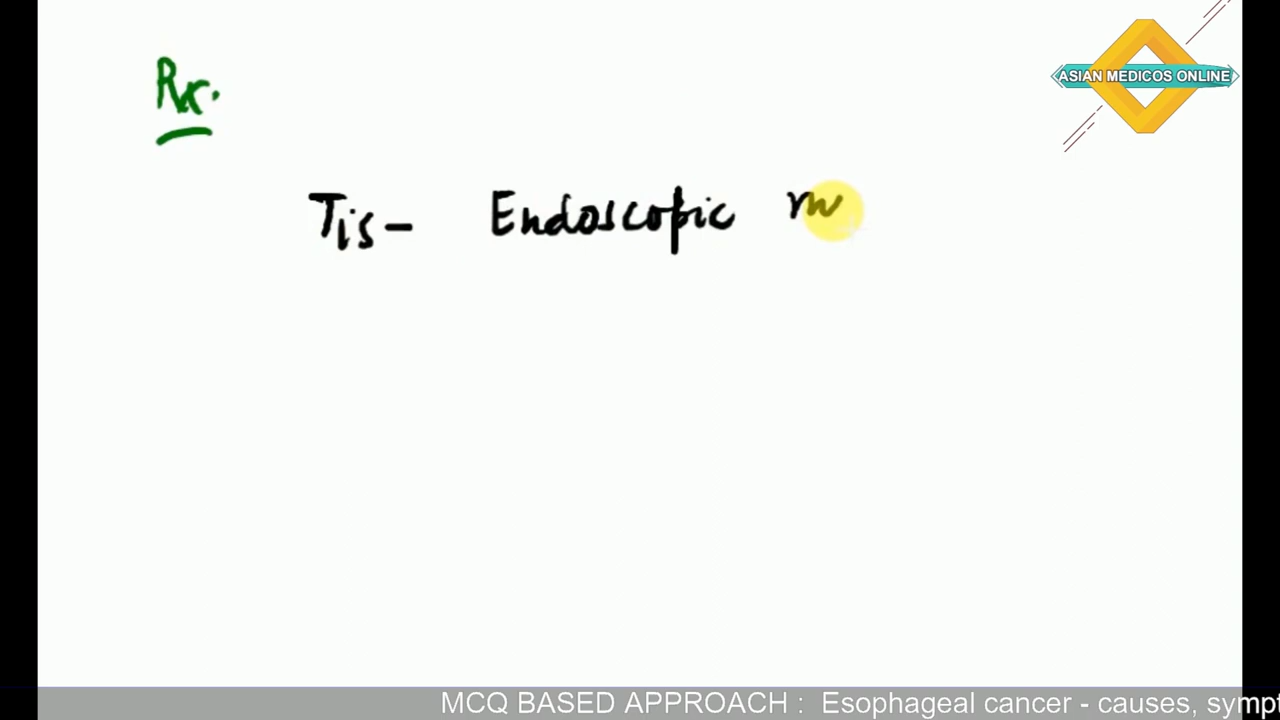 Rx.
ASIAN MEDICOS ONLINE
Tis - Endoscopic
MCQ BASED APPROACH : Esophageal cancer - causes, sympt